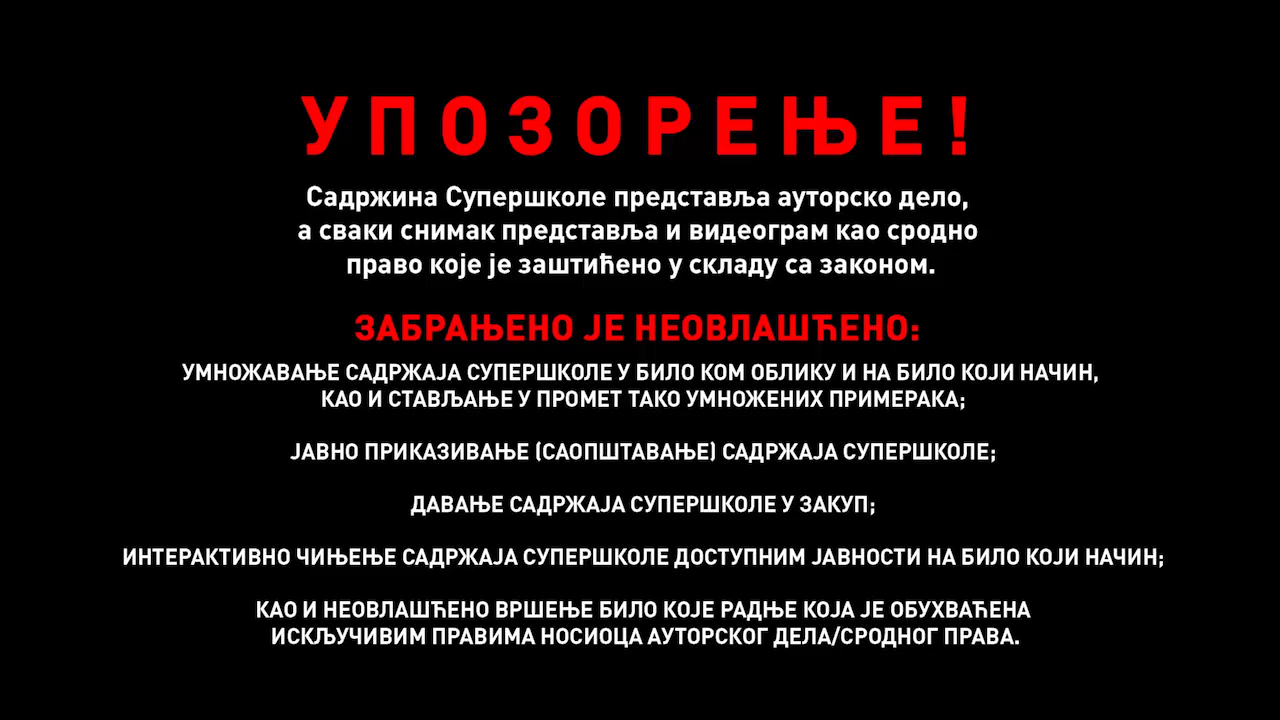 УПОЗОРЕЊЕ!
Садржина Супершколе представља ауторско дело,
а сваки снимак представља и видеограм као сродно
право које је заштићено у складу са законом.
ЗАБРАЊЕНО ЈЕ НЕОВЛАШЋЕНО:
УМНОЖАВАЊЕ САДРЖАЈА СУПЕРШКОЛЕ У БИЛО КОМ ОБЛИКУ И НА БИЛО КОЈИ НАЧИН,
КАО И СТАВЉАЊЕ У ПРОМЕТ ТАКО УМНОЖЕНИХ ПРИМЕРАКА;
ЈАВНО ПРИКАЗИВАЊЕ (САОПШТАВАЊЕ) САДРЖАЈА СУПЕРШКОЛЕ;
ДАВАЊЕ САДРЖАЈА СУПЕРШКОЛЕ У ЗАКУП;
ИНТЕРАКТИВНО ЧИЊЕЊЕ САДРЖАЈА СУПЕРШКОЛЕ ДОСТУПНИМ ЈАВНОСТИ НА БИЛО КОЈИ НАЧИН;
КАО И НЕОВЛАШЋЕНО ВРШЕЊЕ БИЛО КОЈЕ РАДЊЕ КОЈА ЈЕ ОБУХВАЋЕНА
ИСКЉУЧИВИМ ПРАВИМА НОСИОЦА АУТОРСКОГ ДЕЛА/СРОДНОГ ПРАВА.